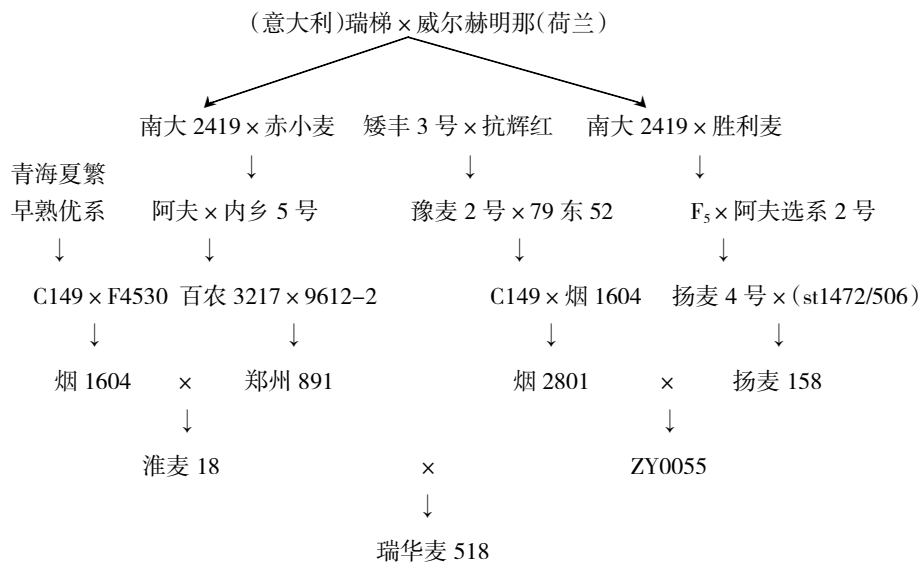 (意大利)瑞梯×威尔赫明那(荷兰)
南大 2419×赤小麦 矮丰 3 号×抗辉红 南大 2419×胜利麦
↓ ↓ ↓
青海夏繁
早熟优系 阿夫×内乡 5 号 豫麦 2 号×79 东 52 F₅×阿夫选系 2 号
↓ ↓ ↓ ↓
C149×F4530 百农 3217×9612-2 C149×烟 1604 扬麦 4 号×(st1472/506)
↓ ↓ ↓ ↓
烟 1604 × 郑州 891 烟 2801 × 扬麦 158
↓ ↓
淮麦 18 × ZY0055
↓
瑞华麦 518